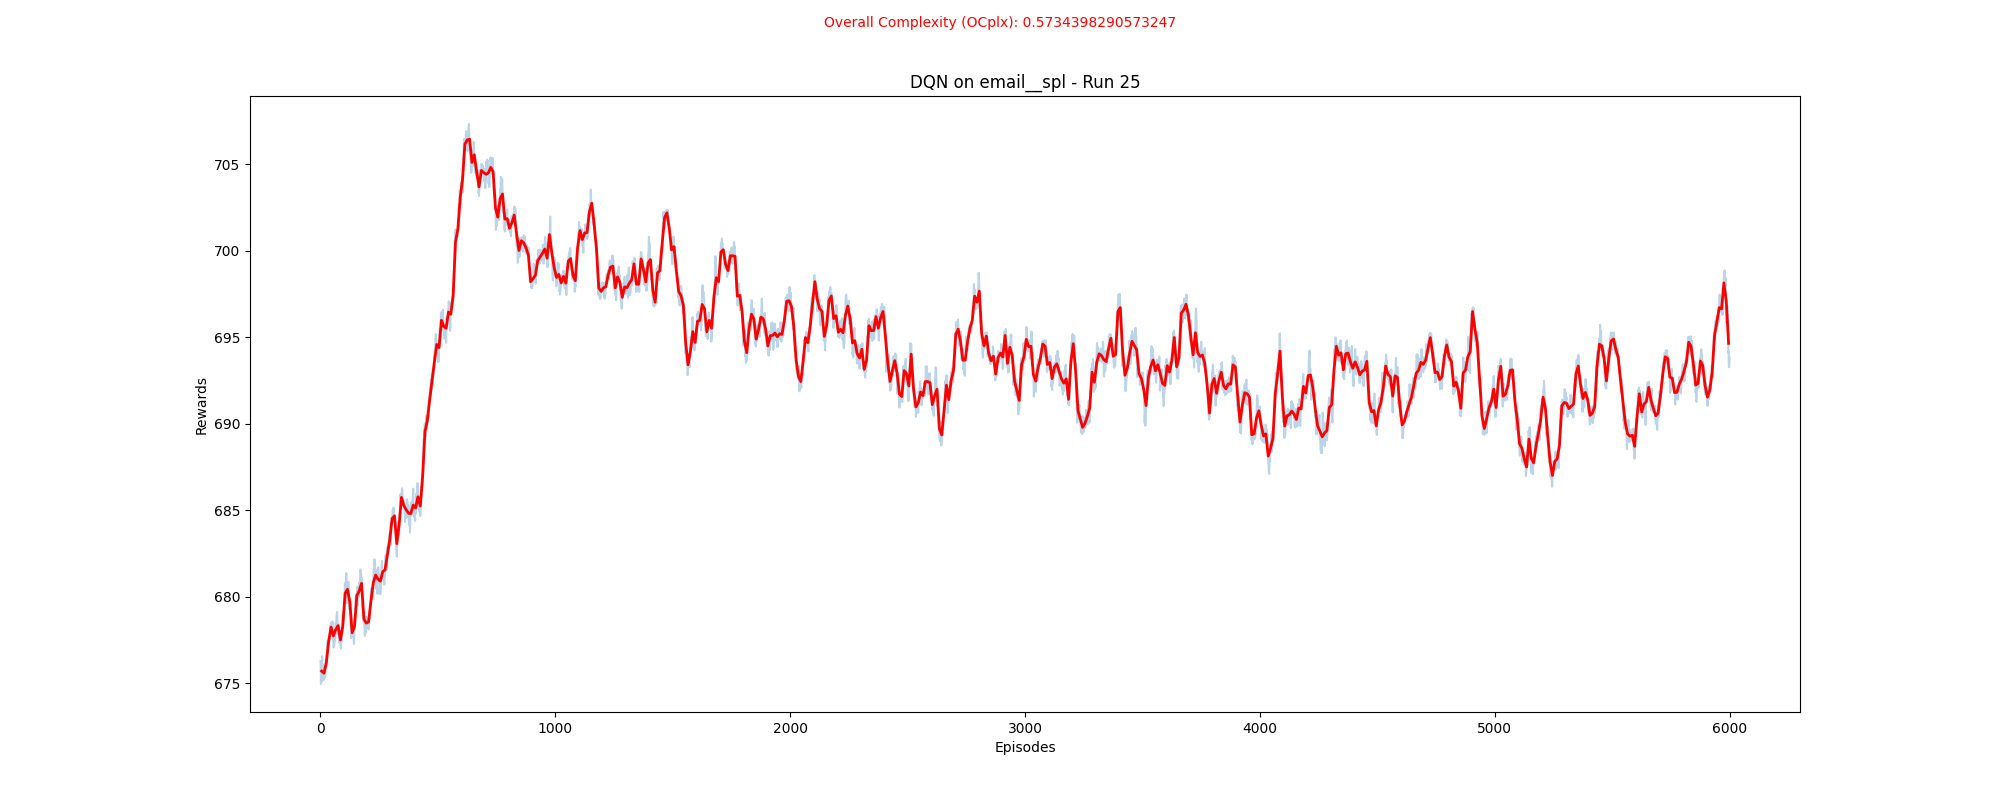 Overall Complexity (OCplx): 0.5734398290573247
DQN on email__spl - Run 25
705
700
695
690
685
680
675
Rewards
0 1000 2000 3000 4000 5000 6000
Episodes